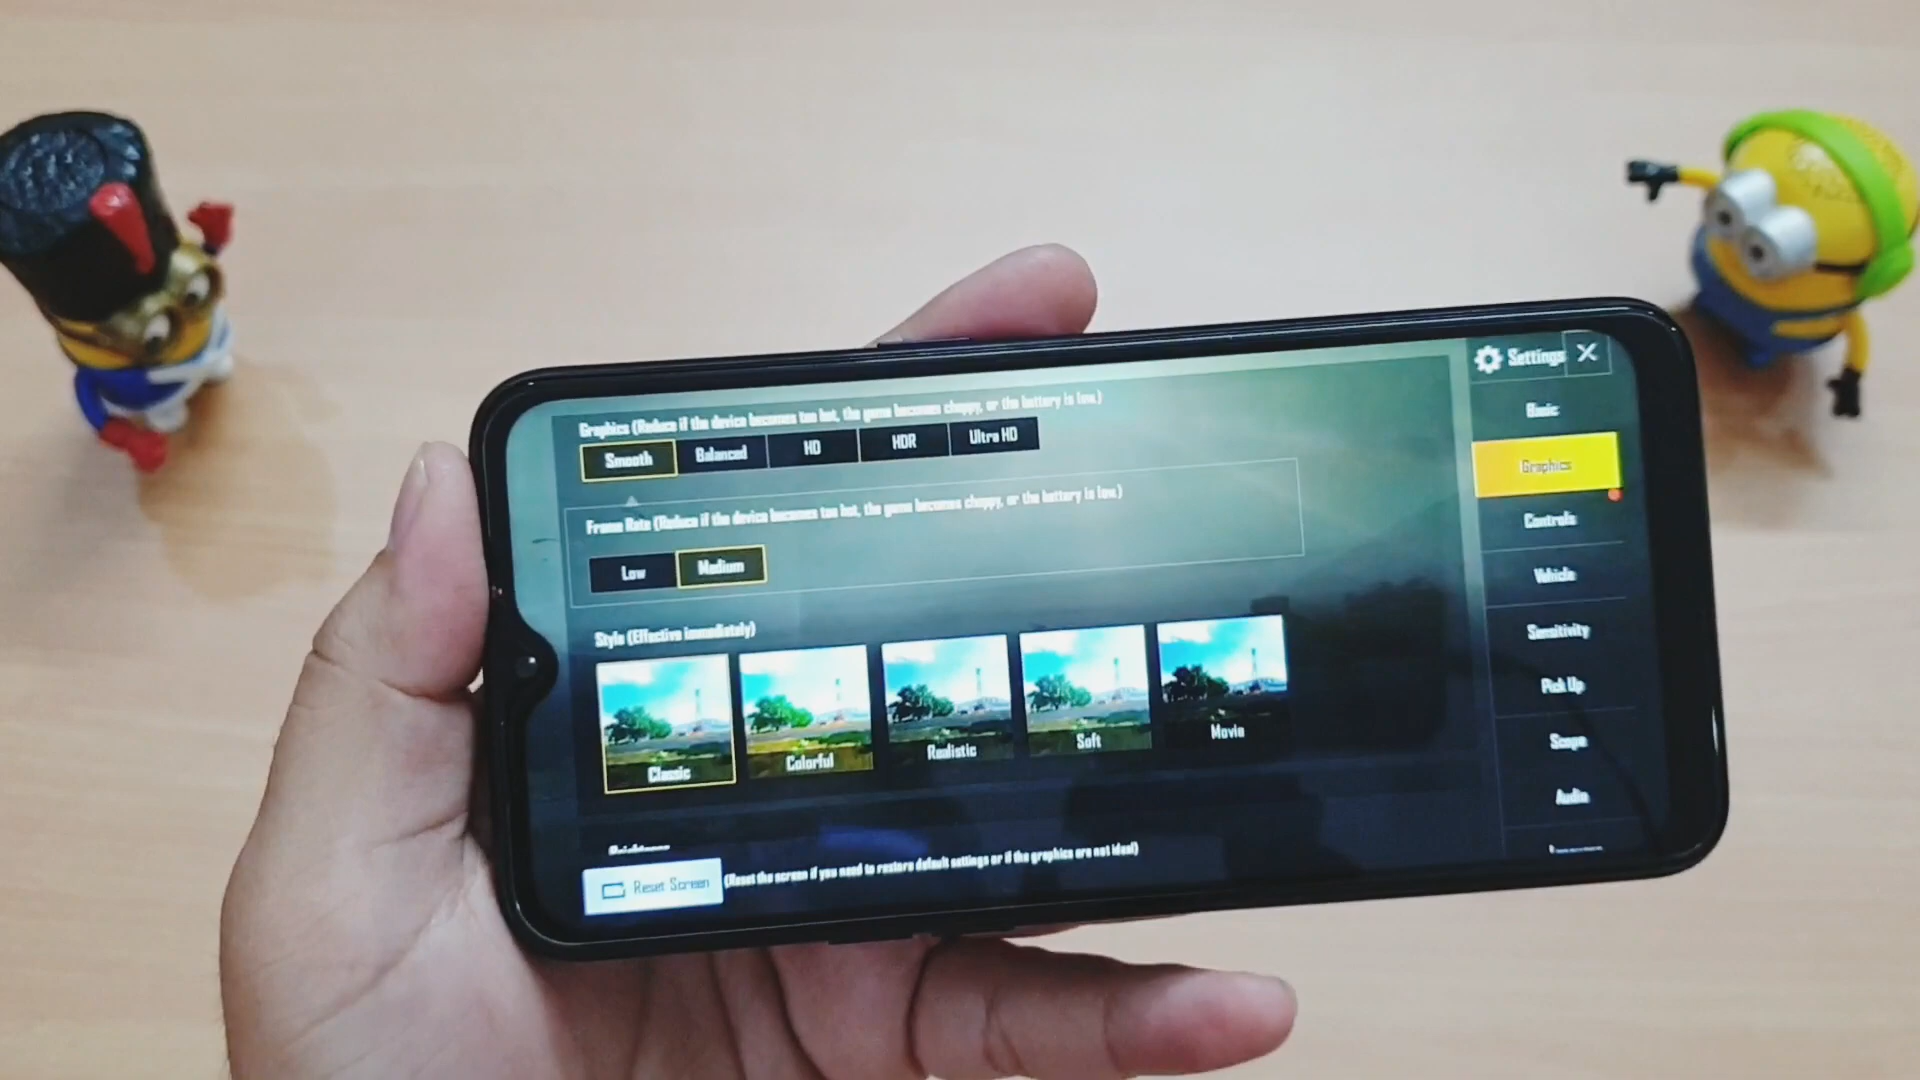 Graphics (Reduce if the device becomes too hot, the game becomes choppy, or the battery is low.)
Smooth
Balanced
HD
HDR
Ultra HD
Frame Rate (Reduce if the device becomes too hot, the game becomes choppy, or the battery is low.)
Low
Medium
Style (Effective immediately)
Classic
Colorful
Realistic
Soft
Movie
Reset Screen
(Reset the screen if you need to restore default settings or if the graphics are not ideal)
Settings X
Basic
Graphics
Controls
Vehicle
Sensitivity
Pick Up
Scope
Audio